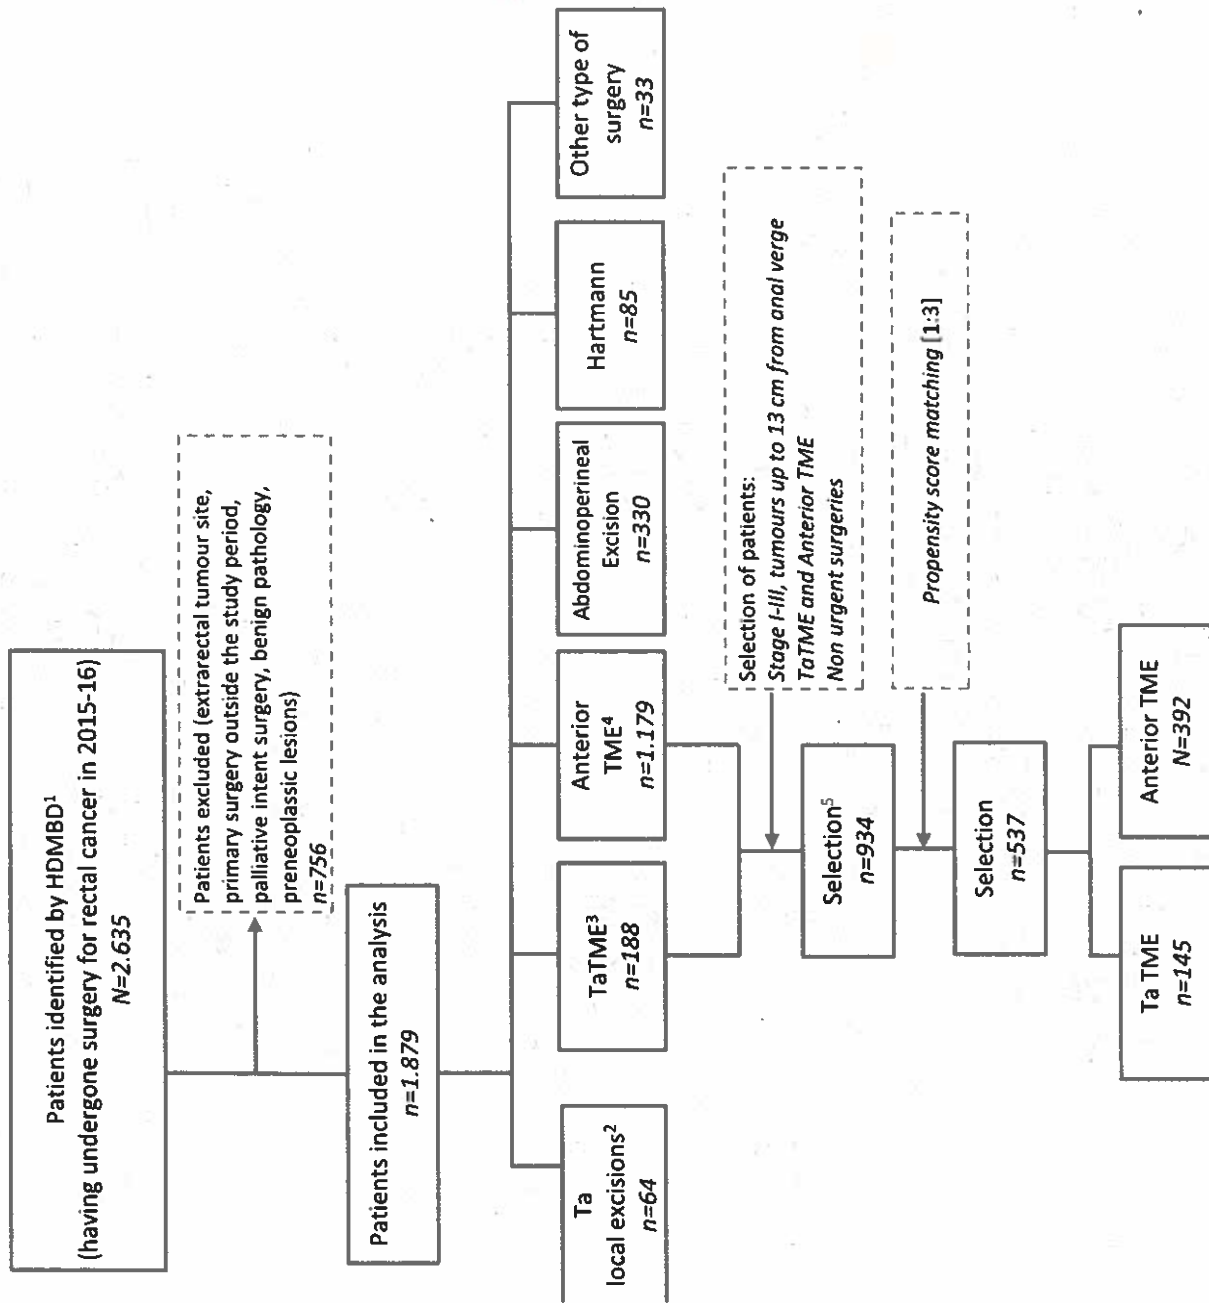 Patients identified by HDMBD¹
(having undergone surgery for rectal cancer in 2015-16)
N=2.635
Patients excluded (extrarectal tumour site,
primary surgery outside the study period,
palliative intent surgery, benign pathology,
preneoplassic lesions)
n=756
Patients included in the analysis
n=1.879
Ta
local excisions²
n=64
TaTME³
n=188
Anterior
TME⁴
n=1.179
Abdominoperineal
Excision
n=330
Hartmann
n=85
Other type of
surgery
n=33
Selection of patients:
Stage I-III, tumours up to 13 cm from anal verge
TaTME and Anterior TME
Non urgent surgeries
Selection⁵
n=934
Propensity score matching [1:3]
Selection
n=537
Ta TME
n=145
Anterior TME
N=392